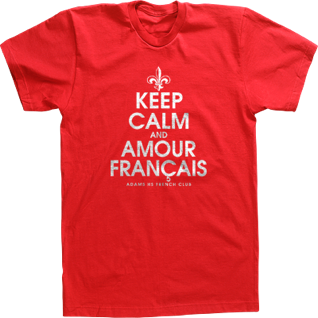 KEEP
CALM
AND
AMOUR
FRANÇAIS
ADAMS HS FRENCH CLUB